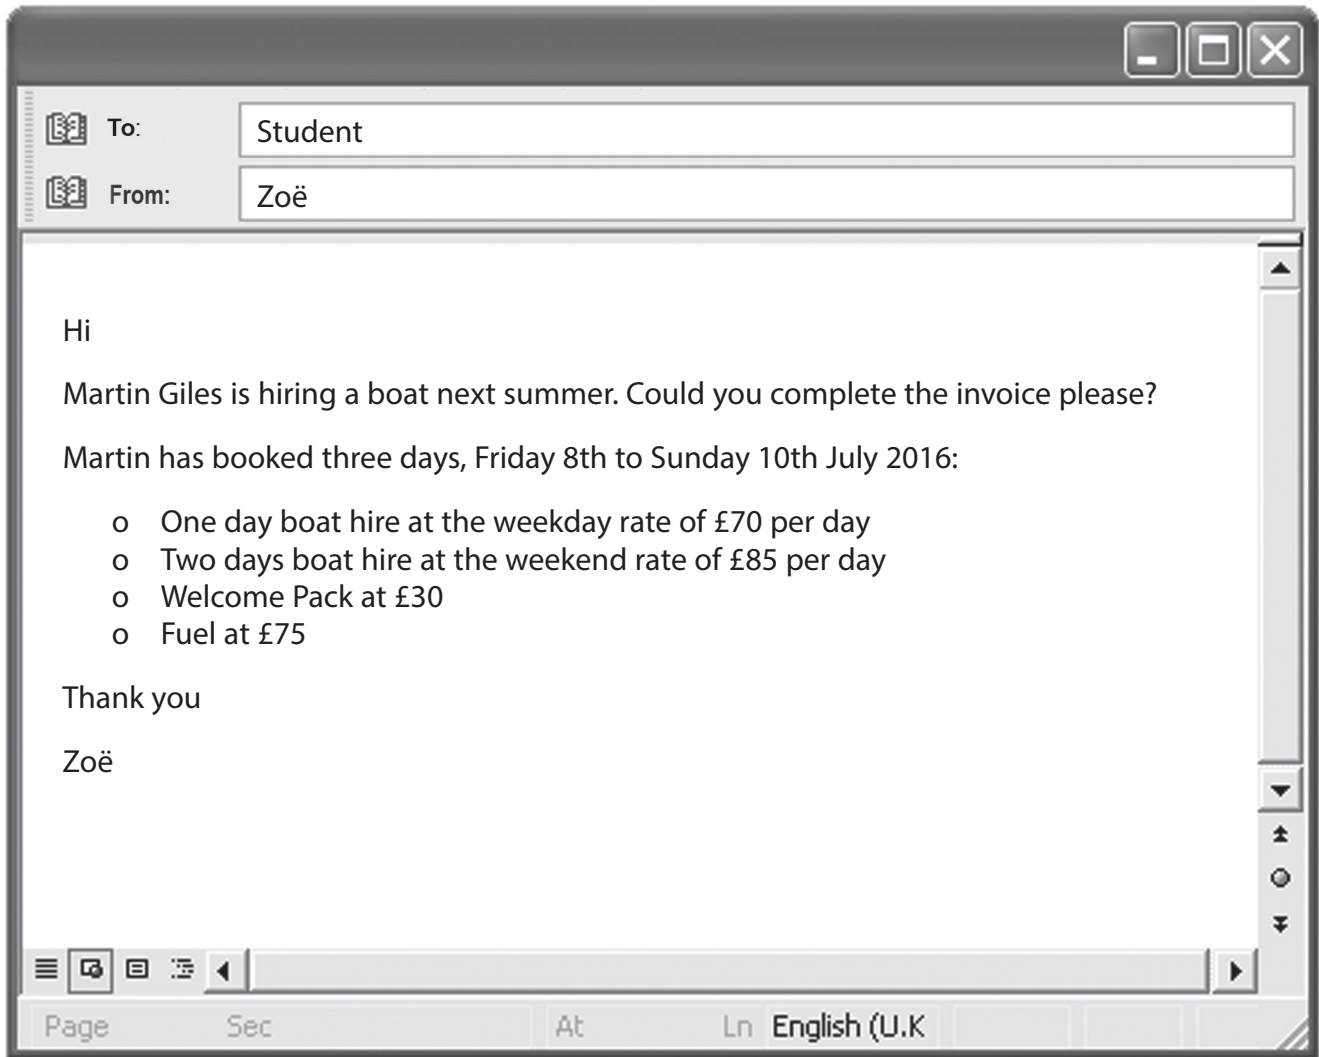 To: Student
From: Zoë
Hi
Martin Giles is hiring a boat next summer. Could you complete the invoice please?
Martin has booked three days, Friday 8th to Sunday 10th July 2016:
o One day boat hire at the weekday rate of £70 per day
o Two days boat hire at the weekend rate of £85 per day
o Welcome Pack at £30
o Fuel at £75
Thank you
Zoë
Page Sec At Ln English (U.K